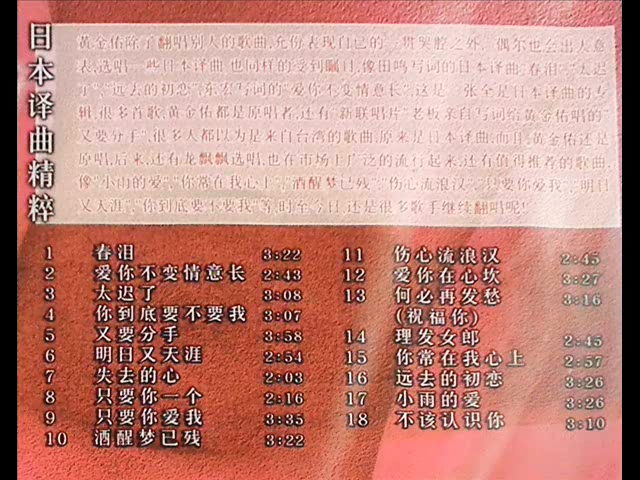 日本译曲精粹
黄金佑除了翻唱别人的歌曲,充份表现自己的一贯哭腔之外,偶尔也会出人意
表,选唱一些日本译曲,也同样的受到瞩目,像田鸣写词的日本译曲“春泪”“太迟
了”,“远去的初恋”,东宏写词的“爱你不变情意长”,这是一张全是日本译曲的专
辑,很多首歌,黄金佑都是原唱者,还有“新联唱片”老板亲自写词给黄金佑唱的“
又要分手”,很多人都以为是来自台湾的歌曲,原来是日本译曲,而且,黄金佑还是
原唱,后来,还有龙飘飘选唱,也在市场上广泛的流行起来,还有值得推荐的歌曲,
像“小雨的爱”,“你常在我心上”,“酒醒梦已残”,“伤心流浪汉”,“只要你爱我”,“明日
又天涯”,“你到底要不要我”等,时至今日,还是很多歌手继续翻唱呢!
1 春泪 3:22
2 爱你不变情意长 2:43
3 太迟了 3:08
4 你到底要不要我 3:07
5 又要分手 3:58
6 明日又天涯 2:54
7 失去的心 2:03
8 只要你一个 2:16
9 只要你爱我 3:35
10 酒醒梦已残 3:22
11 伤心流浪汉 2:45
12 爱你在心坎 3:27
13 何必再发愁 3:16
(祝福你)
14 理发女郎 2:45
15 你常在我心上 2:57
16 远去的初恋 3:26
17 小雨的爱 3:26
18 不该认识你 3:10